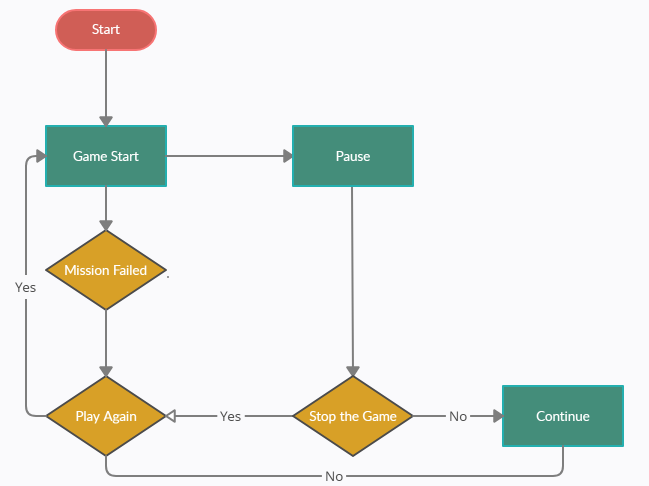 Start
Game Start
Pause
Mission Failed
.
Yes
Play Again
Yes
Stop the Game
No
Continue
No